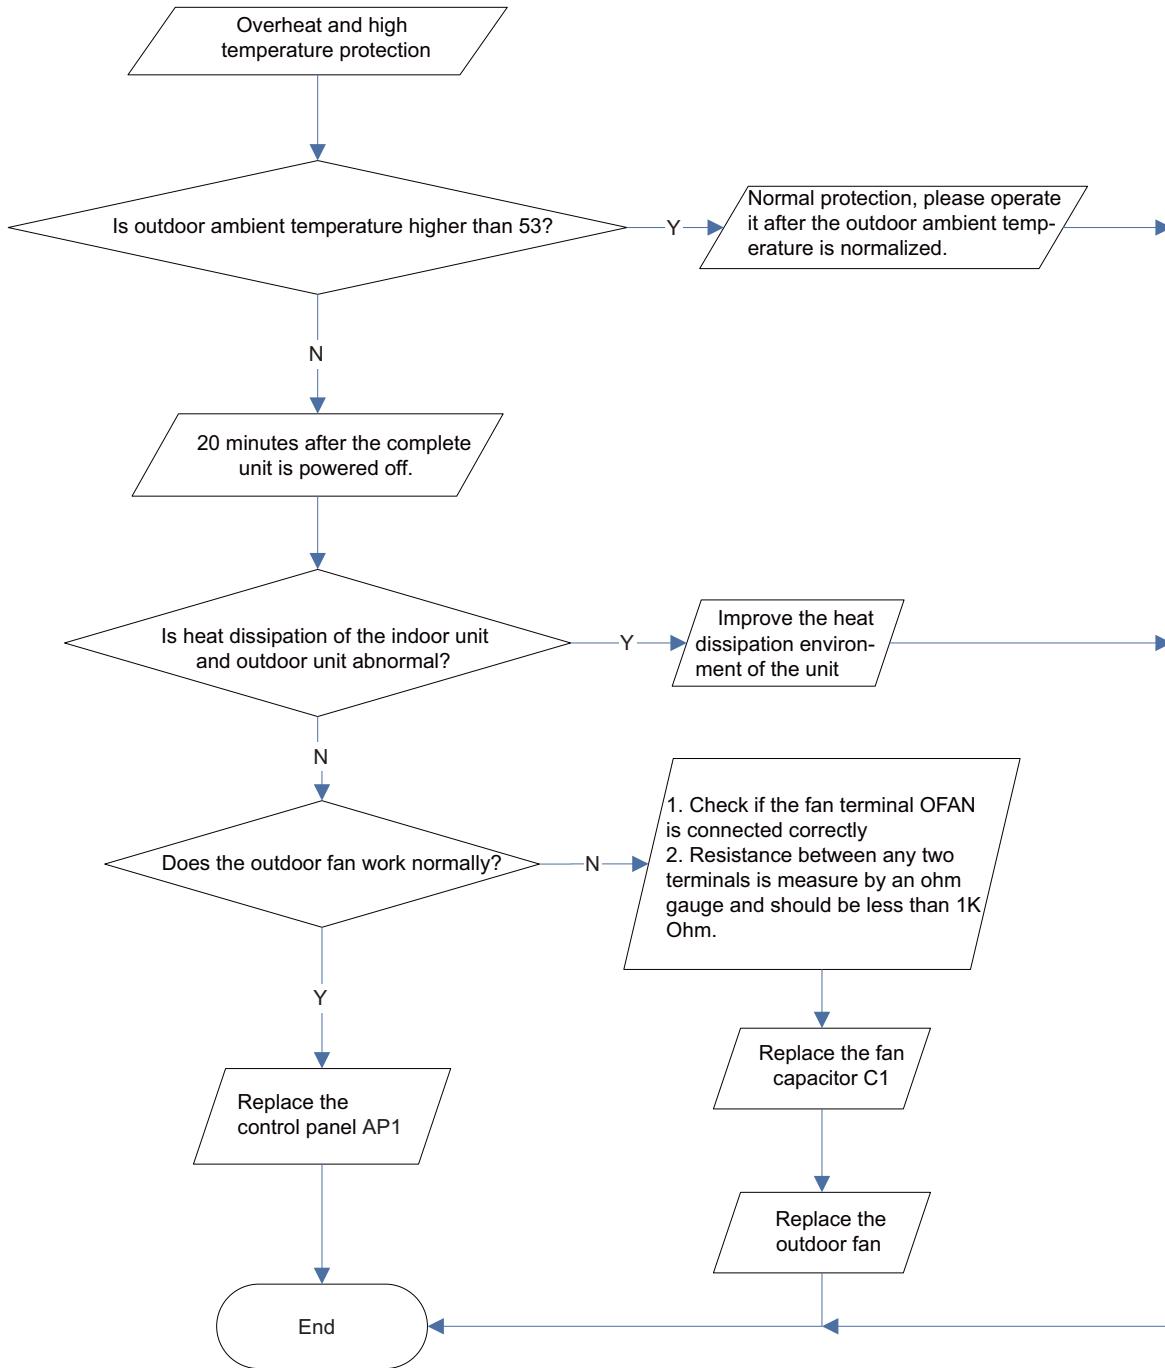 Overheat and high
temperature protection
Is outdoor ambient temperature higher than 53?
Y
Normal protection, please operate
it after the outdoor ambient temp-
erature is normalized.
N
20 minutes after the complete
unit is powered off.
Is heat dissipation of the indoor unit
and outdoor unit abnormal?
Y
Improve the heat
dissipation environ-
ment of the unit
N
Does the outdoor fan work normally?
N
1. Check if the fan terminal OFAN
is connected correctly
2. Resistance between any two
terminals is measure by an ohm
gauge and should be less than 1K
Ohm.
Y
Replace the fan
capacitor C1
Replace the
control panel AP1
Replace the
outdoor fan
End